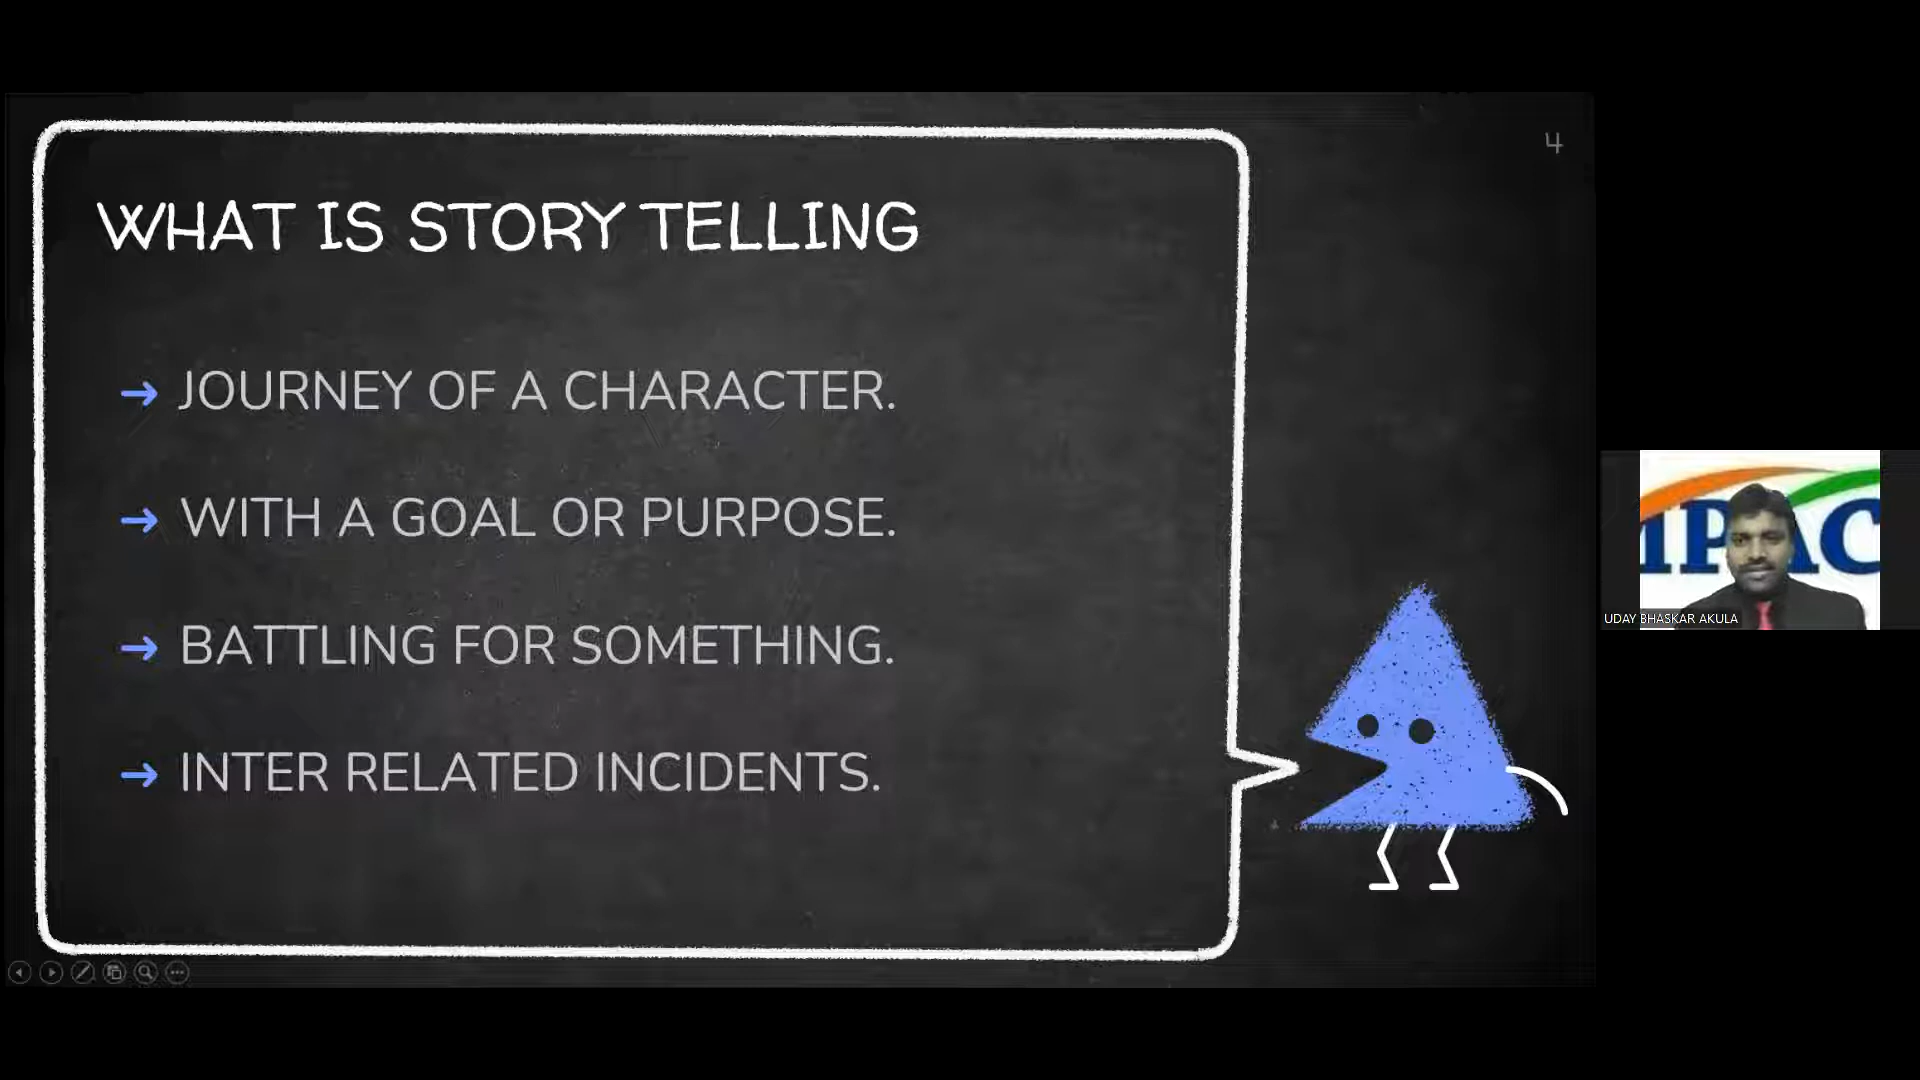 4
WHAT IS STORY TELLING
→ JOURNEY OF A CHARACTER.
→ WITH A GOAL OR PURPOSE.
→ BATTLING FOR SOMETHING.
→ INTER RELATED INCIDENTS.
UDAY BHASKAR AKULA